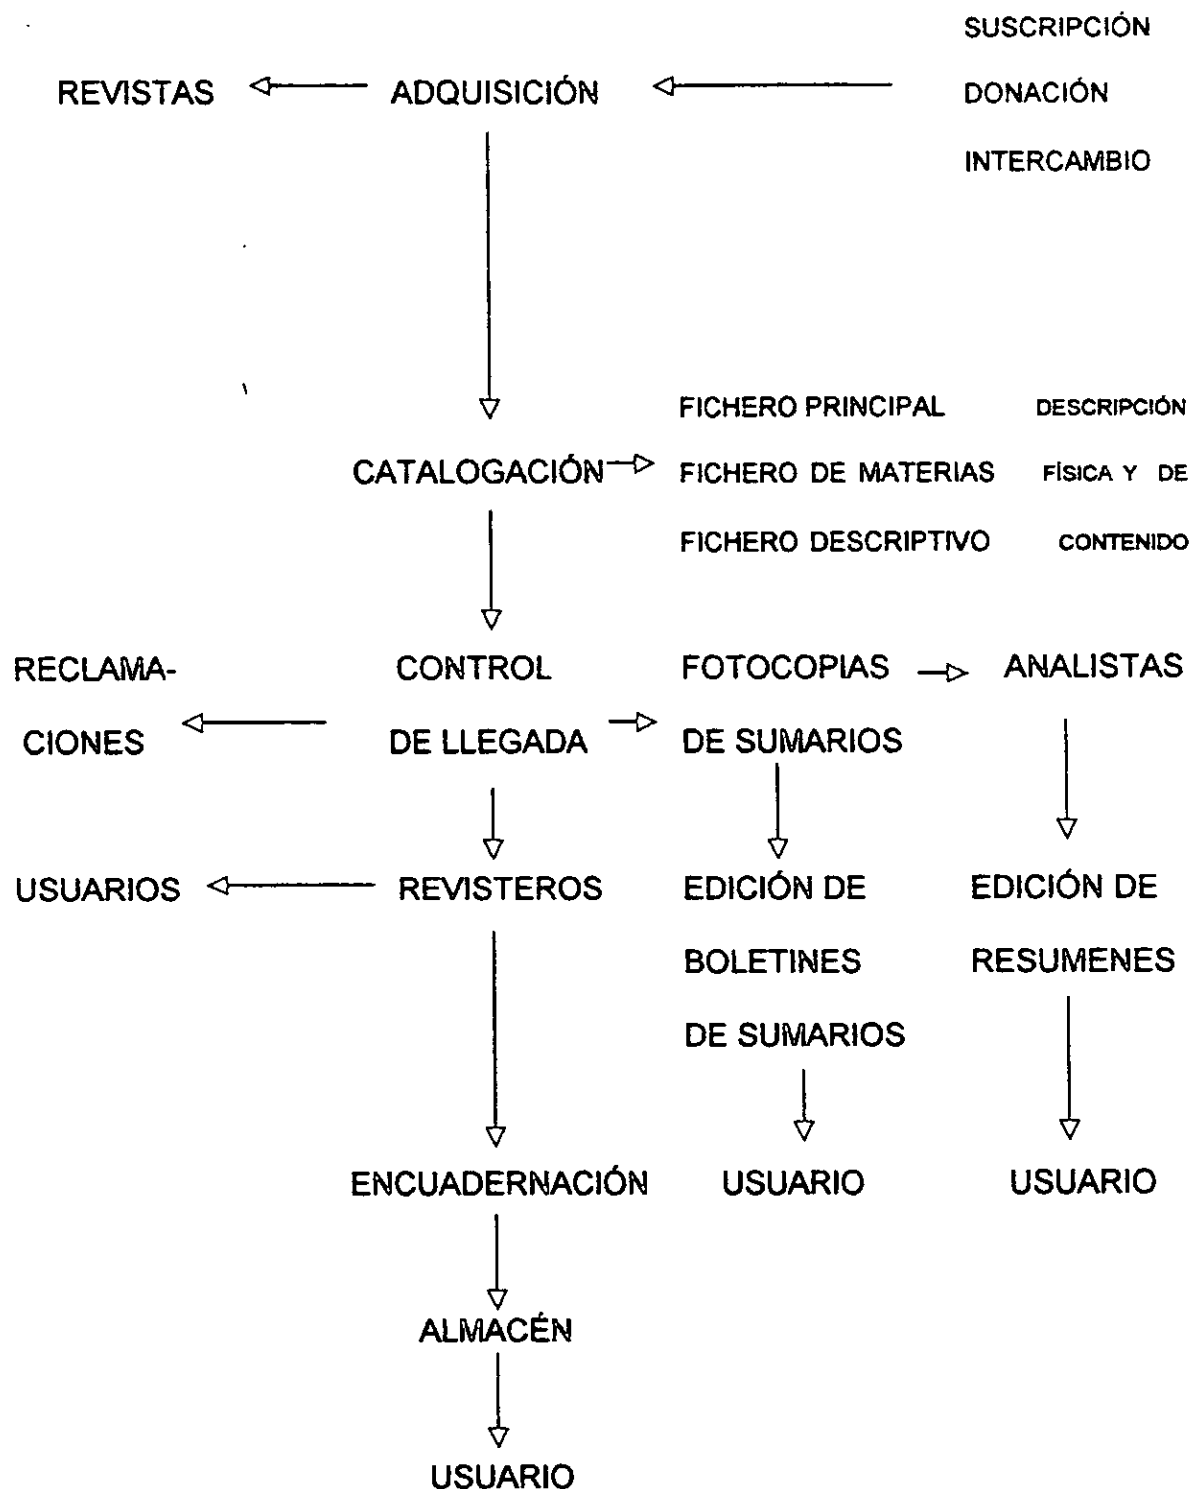 SUSCRIPCIÓN
REVISTAS ADQUISICIÓN DONACIÓN
INTERCAMBIO
FICHERO PRINCIPAL DESCRIPCIÓN
CATALOGACIÓN FICHERO DE MATERIAS FÍSICA Y DE
FICHERO DESCRIPTIVO CONTENIDO
RECLAMA-
CIONES
CONTROL
DE LLEGADA
FOTOCOPIAS
DE SUMARIOS
ANALISTAS
USUARIOS
REVISTEROS
EDICIÓN DE
BOLETINES
DE SUMARIOS
EDICIÓN DE
RESUMENES
ENCUADERNACIÓN
USUARIO
USUARIO
ALMACÉN
USUARIO